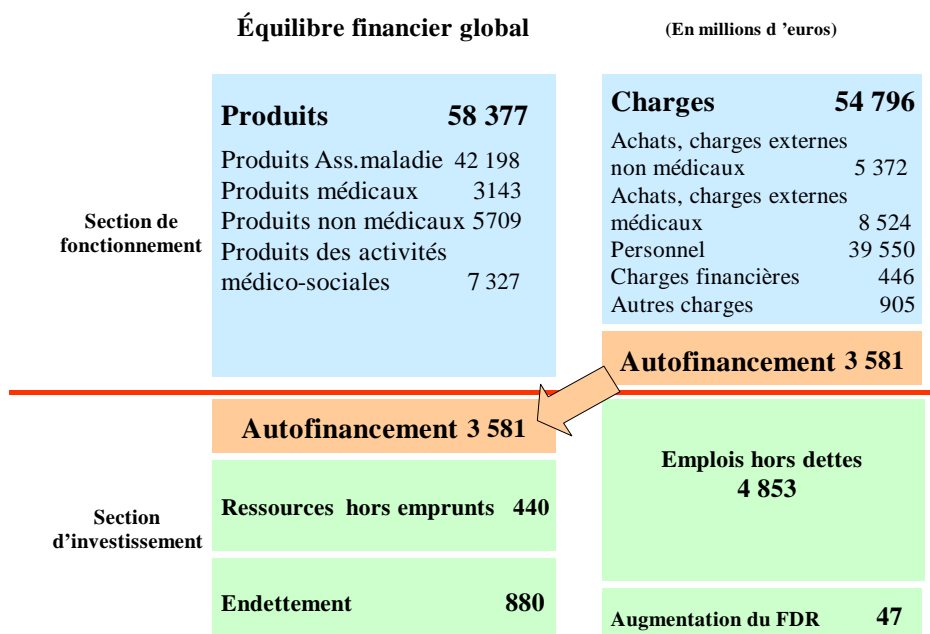 Équilibre financier global
(En millions d ’euros)
Section de
fonctionnement
Produits 58 377
Produits Ass.maladie 42 198
Produits médicaux 3143
Produits non médicaux 5709
Produits des activités
médico-sociales 7 327
Charges 54 796
Achats, charges externes
non médicaux 5 372
Achats, charges externes
médicaux 8 524
Personnel 39 550
Charges financières 446
Autres charges 905
Autofinancement 3 581
Section
d’investissement
Autofinancement 3 581
Ressources hors emprunts 440
Endettement 880
Emplois hors dettes
4 853
Augmentation du FDR 47